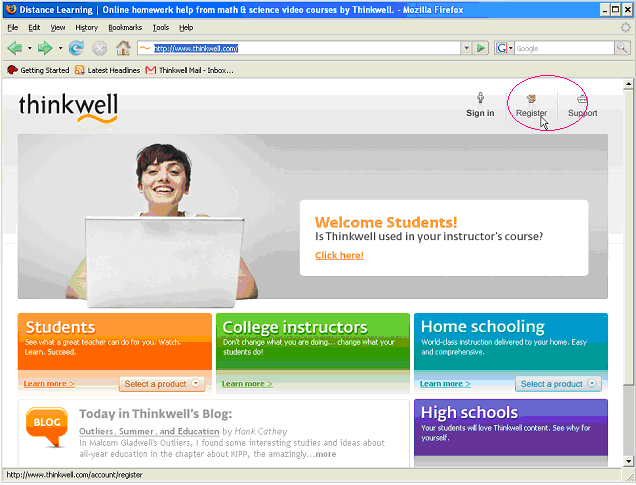 Distance Learning | Online homework help from math & science video courses by Thinkwell. - Mozilla Firefox
File Edit View History Bookmarks Tools Help
http://www.thinkwell.com/
Google
Getting Started Latest Headlines Thinkwell Mail - Inbox...
thinkwell
Sign in Register Support
Welcome Students!
Is Thinkwell used in your instructor's course?
Click here!
Students
See what a great teacher can do for you. Watch.
Learn. Succeed.
Learn more >
Select a product
College instructors
Don't change what you are doing... change what your
students do!
Learn more >
Home schooling
World-class instruction delivered to your home. Easy
and comprehensive.
Learn more >
Select a product
BLOG
Today in Thinkwell's Blog:
Outliers, Summer, and Education by Hank Cathey
In Malcom Gladwell's Outliers, I found some interesting studies and ideas about
all-year education in the chapter about KIPP, the amazingly...more
High schools
Your students will love Thinkwell content. See why for
yourself.
http://www.thinkwell.com/account/register